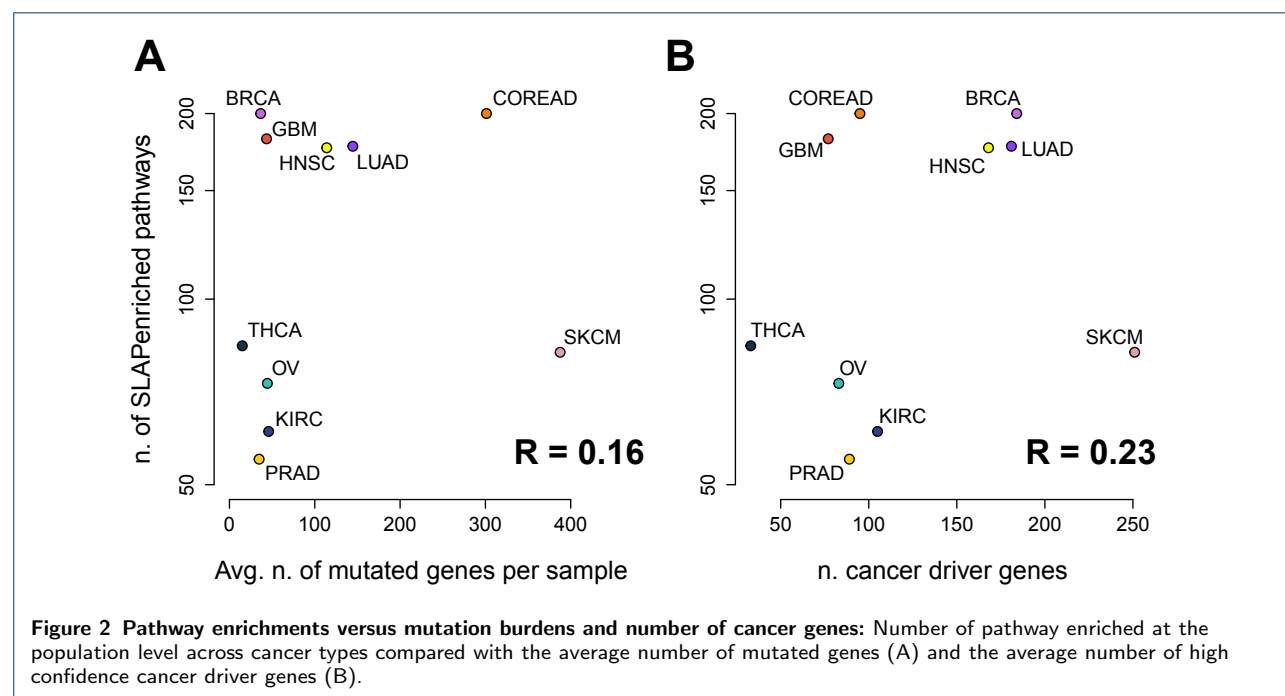 A
B
BRCA
COREAD
GBM
HNSC
LUAD
THCA
SKCM
OV
KIRC
PRAD
R = 0.16
200
150
100
50
n. of SLAPenriched pathways
0 100 200 300 400
Avg. n. of mutated genes per sample
COREAD
BRCA
GBM
HNSC
LUAD
THCA
SKCM
OV
KIRC
PRAD
R = 0.23
200
150
100
50
50 100 150 200 250
n. cancer driver genes
Figure 2 Pathway enrichments versus mutation burdens and number of cancer genes: Number of pathway enriched at the
population level across cancer types compared with the average number of mutated genes (A) and the average number of high
confidence cancer driver genes (B).